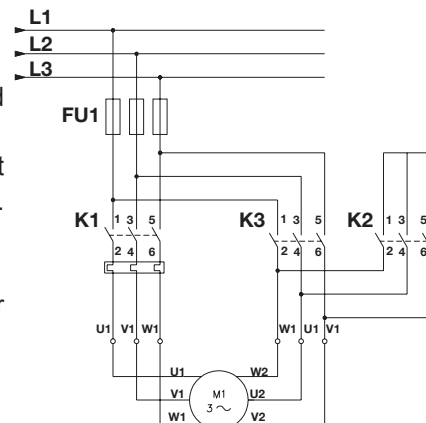 L1
L2
L3
d
FU1
t
.
K1 1 3 5 K3 1 3 5 K2 1 3 5
2 4 6 2 4 6 2 4 6
r
U1 V1 W1 W1 U1 V1
U1 W2
V1 M1 U2
3 ~
W1 V2